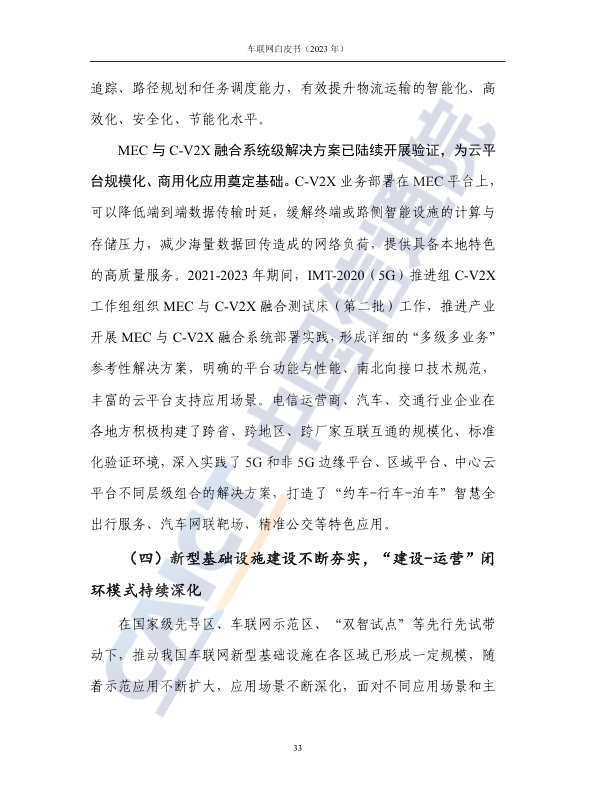 车联网白皮书（2023 年）
追踪、路径规划和任务调度能力，有效提升物流运输的智能化、高
效化、安全化、节能化水平。
MEC 与 C-V2X 融合系统级解决方案已陆续开展验证，为云平
台规模化、商用化应用奠定基础。C-V2X 业务部署在 MEC 平台上，
可以降低端到端数据传输时延，缓解终端或路侧智能设施的计算与
存储压力，减少海量数据回传造成的网络负荷，提供具备本地特色
的高质量服务。2021-2023 年期间，IMT-2020（5G）推进组 C-V2X
工作组组织 MEC 与 C-V2X 融合测试床（第二批）工作，推进产业
开展 MEC 与 C-V2X 融合系统部署实践，形成详细的“多级多业务”
参考性解决方案，明确的平台功能与性能、南北向接口技术规范，
丰富的云平台支持应用场景。电信运营商、汽车、交通行业企业在
各地方积极构建了跨省、跨地区、跨厂家互联互通的规模化、标准
化验证环境，深入实践了 5G 和非 5G 边缘平台、区域平台、中心云
平台不同层级组合的解决方案，打造了“约车-行车-泊车”智慧全
出行服务、汽车网联靶场、精准公交等特色应用。
（四）新型基础设施建设不断夯实，“建设-运营”闭
环模式持续深化
在国家级先导区、车联网示范区、“双智试点”等先行先试带
动下，推动我国车联网新型基础设施在各区域已形成一定规模，随
着示范应用不断扩大，应用场景不断深化，面对不同应用场景和主
33
CAICT 中国信通院